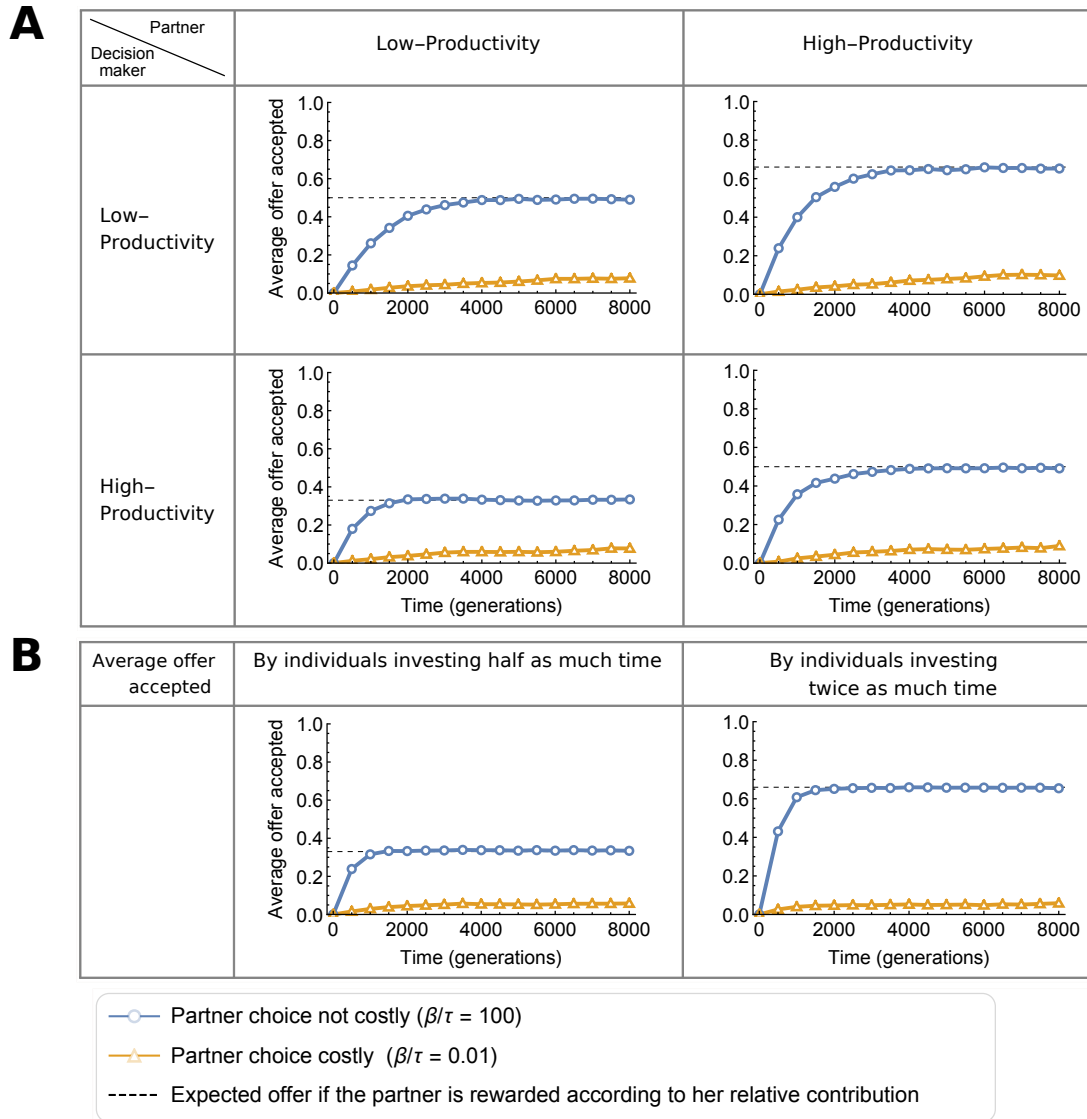 A
Partner
Decision
maker
Low–Productivity
High–Productivity
Low–
Productivity
Average offer accepted
1.0
0.8
0.6
0.4
0.2
0.0
0 2000 4000 6000 8000
1.0
0.8
0.6
0.4
0.2
0.0
0 2000 4000 6000 8000
High–
Productivity
Average offer accepted
1.0
0.8
0.6
0.4
0.2
0.0
0 2000 4000 6000 8000
Time (generations)
1.0
0.8
0.6
0.4
0.2
0.0
0 2000 4000 6000 8000
Time (generations)
B
Average offer
accepted
By individuals investing half as much time
By individuals investing
twice as much time
Average offer accepted
1.0
0.8
0.6
0.4
0.2
0.0
0 2000 4000 6000 8000
Time (generations)
1.0
0.8
0.6
0.4
0.2
0.0
0 2000 4000 6000 8000
Time (generations)
Partner choice not costly (β/τ = 100)
Partner choice costly (β/τ = 0.01)
Expected offer if the partner is rewarded according to her relative contribution